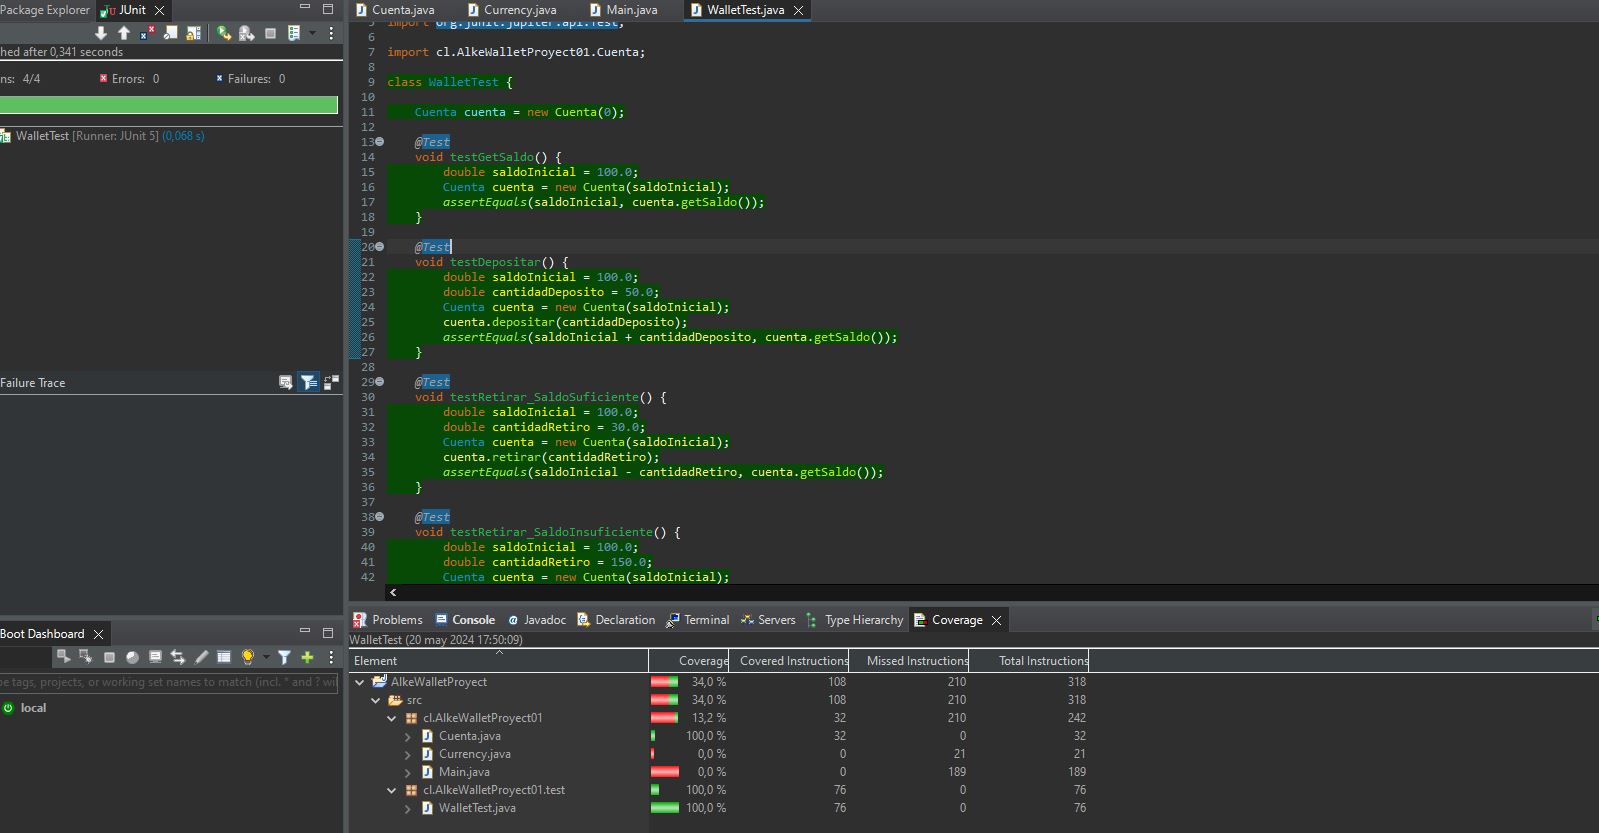 Package Explorer JUnit
hed after 0,341 seconds
ns: 4/4 Errors: 0 Failures: 0
WalletTest [Runner: JUnit 5] (0,068 s)
Failure Trace
Boot Dashboard
pe tags, projects, or working set names to match (incl. * and ? wil
local
Cuenta.java Currency.java Main.java WalletTest.java
5 import org.junit.jupiter.api.Test;
6
7 import cl.AlkeWalletProyect01.Cuenta;
8
9 class WalletTest {
10
11 Cuenta cuenta = new Cuenta(0);
12
13 @Test
14 void testGetSaldo() {
15 double saldoInicial = 100.0;
16 Cuenta cuenta = new Cuenta(saldoInicial);
17 assertEquals(saldoInicial, cuenta.getSaldo());
18 }
19
20 @Test
21 void testDepositar() {
22 double saldoInicial = 100.0;
23 double cantidadDeposito = 50.0;
24 Cuenta cuenta = new Cuenta(saldoInicial);
25 cuenta.depositar(cantidadDeposito);
26 assertEquals(saldoInicial + cantidadDeposito, cuenta.getSaldo());
27 }
28
29 @Test
30 void testRetirar_SaldoSuficiente() {
31 double saldoInicial = 100.0;
32 double cantidadRetiro = 30.0;
33 Cuenta cuenta = new Cuenta(saldoInicial);
34 cuenta.retirar(cantidadRetiro);
35 assertEquals(saldoInicial - cantidadRetiro, cuenta.getSaldo());
36 }
37
38 @Test
39 void testRetirar_SaldoInsuficiente() {
40 double saldoInicial = 100.0;
41 double cantidadRetiro = 150.0;
42 Cuenta cuenta = new Cuenta(saldoInicial);
Problems Console Javadoc Declaration Terminal Servers Type Hierarchy Coverage
WalletTest (20 may 2024 17:50:09)
Element Coverage Covered Instructions Missed Instructions Total Instructions
AlkeWalletProyect 34,0 % 108 210 318
src 34,0 % 108 210 318
cl.AlkeWalletProyect01 13,2 % 32 210 242
Cuenta.java 100,0 % 32 0 32
Currency.java 0,0 % 0 21 21
Main.java 0,0 % 0 189 189
cl.AlkeWalletProyect01.test 100,0 % 76 0 76
WalletTest.java 100,0 % 76 0 76